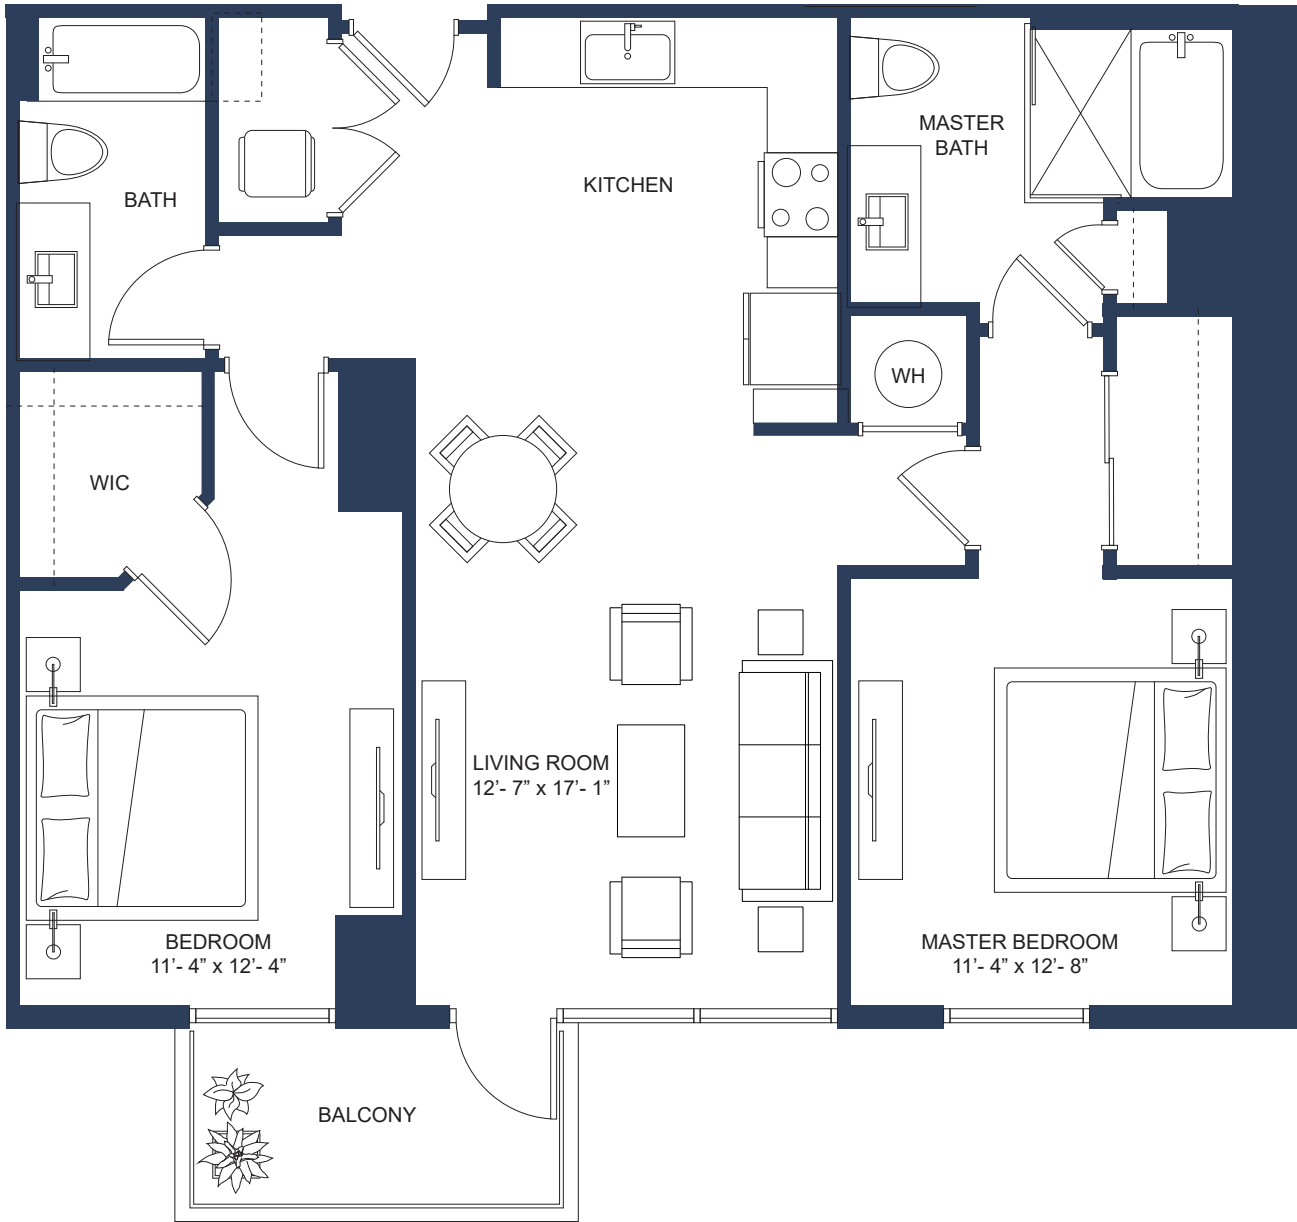 MASTER
BATH
KITCHEN
BATH
WH
WIC
LIVING ROOM
12’- 7” x 17’- 1”
BEDROOM
11’- 4” x 12’- 4”
MASTER BEDROOM
11’- 4” x 12’- 8”
BALCONY